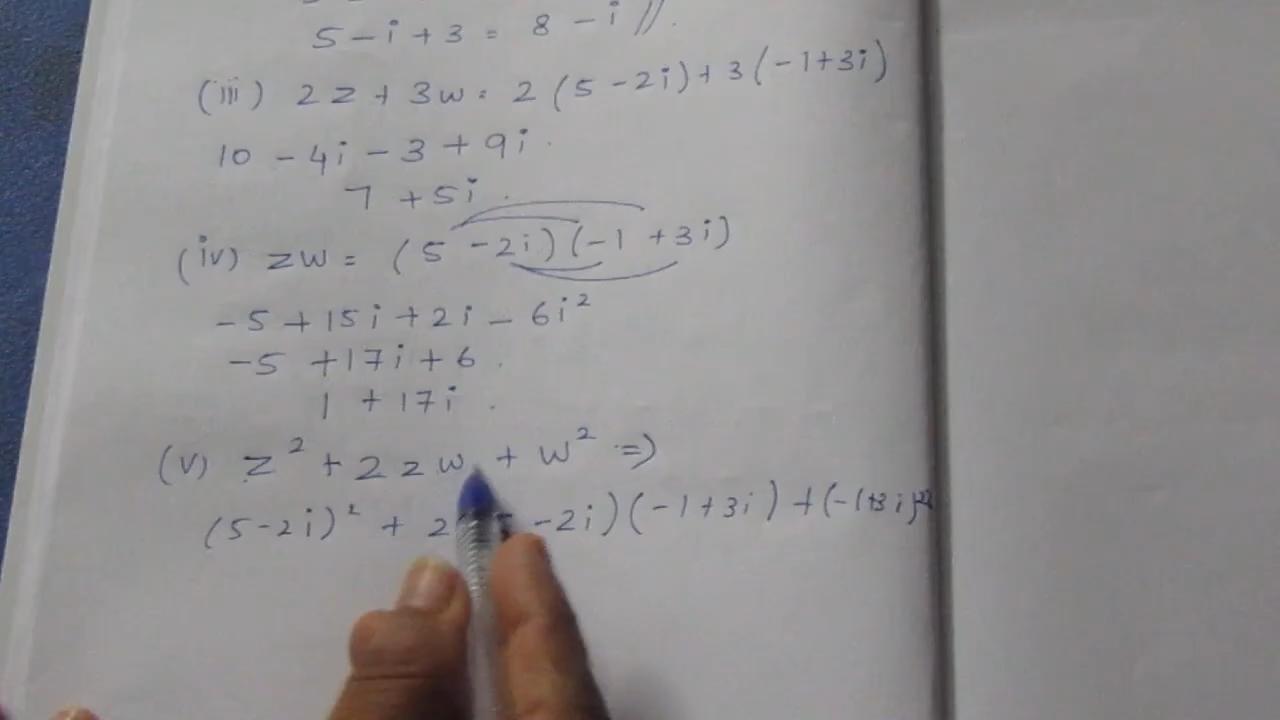 5 - i + 3 = 8 - i //.
(iii) 2z + 3w = 2(5 - 2i) + 3(-1 + 3i)
10 - 4i - 3 + 9i.
7 + 5i.
(iv) zw = (5 - 2i)(-1 + 3i)
-5 + 15i + 2i - 6i²
-5 + 17i + 6.
1 + 17i.
(v) z² + 2zw + w² =>
(5-2i)² + 2 -2i)(-1+3i) + (-1+3i)²